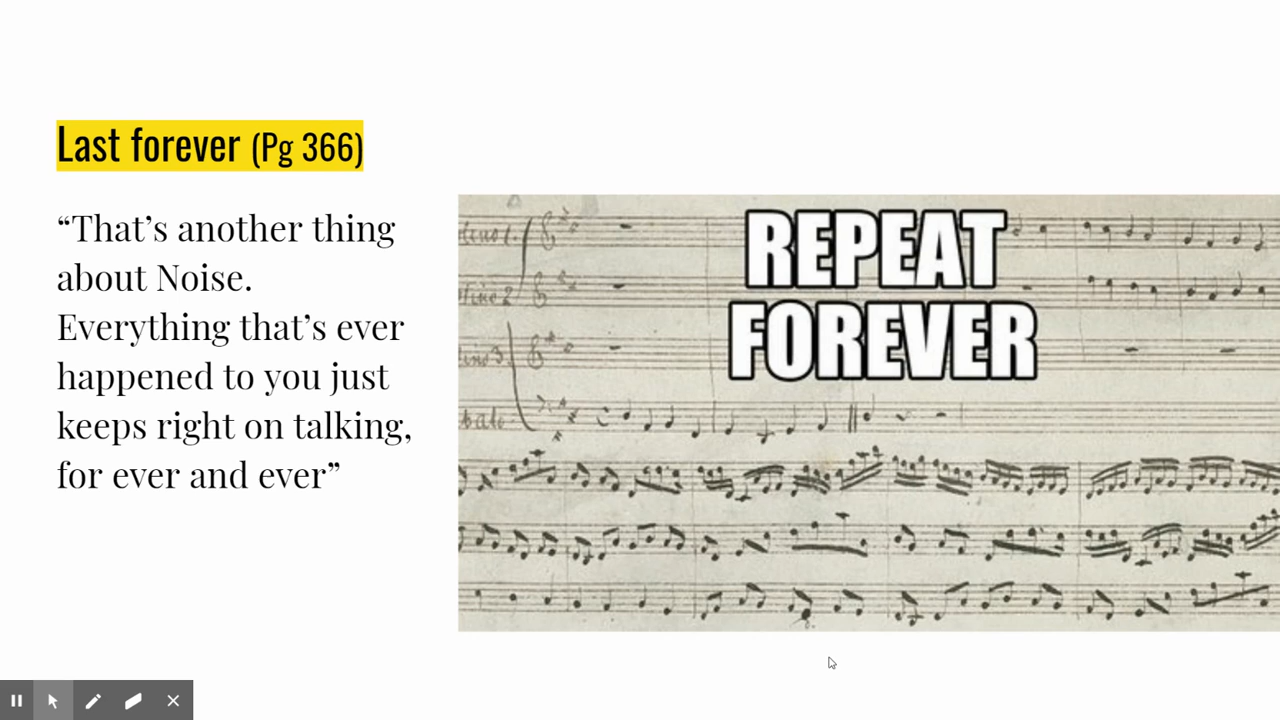 Last forever (Pg 366)
“That’s another thing
about Noise.
Everything that’s ever
happened to you just
keeps right on talking,
for ever and ever”
REPEAT
FOREVER